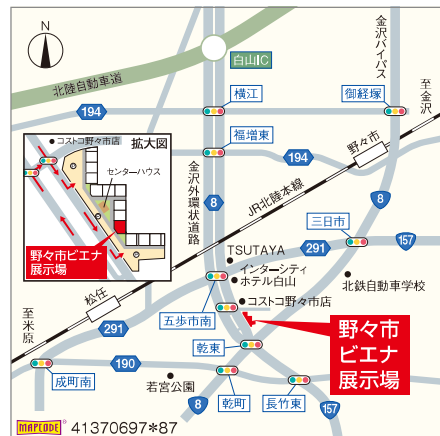 N
白山IC
北陸自動車道
金沢バイパス
至金沢
194
横江
御経塚
コストコ野々市店
拡大図
福増東
野々市
194
センターハウス
P
P
P
金沢外環状道路
8
JR北陸本線
8
三日市
157
291
野々市ビエナ
展示場
TSUTAYA
インターシティ
ホテル白山
北鉄自動車学校
松任
至米原
コストコ野々市店
五歩市南
291
野々市
ビエナ
展示場
乾東
190
成町南
若宮公園
乾町
長竹東
8
157
MAPCODE 41370697*87